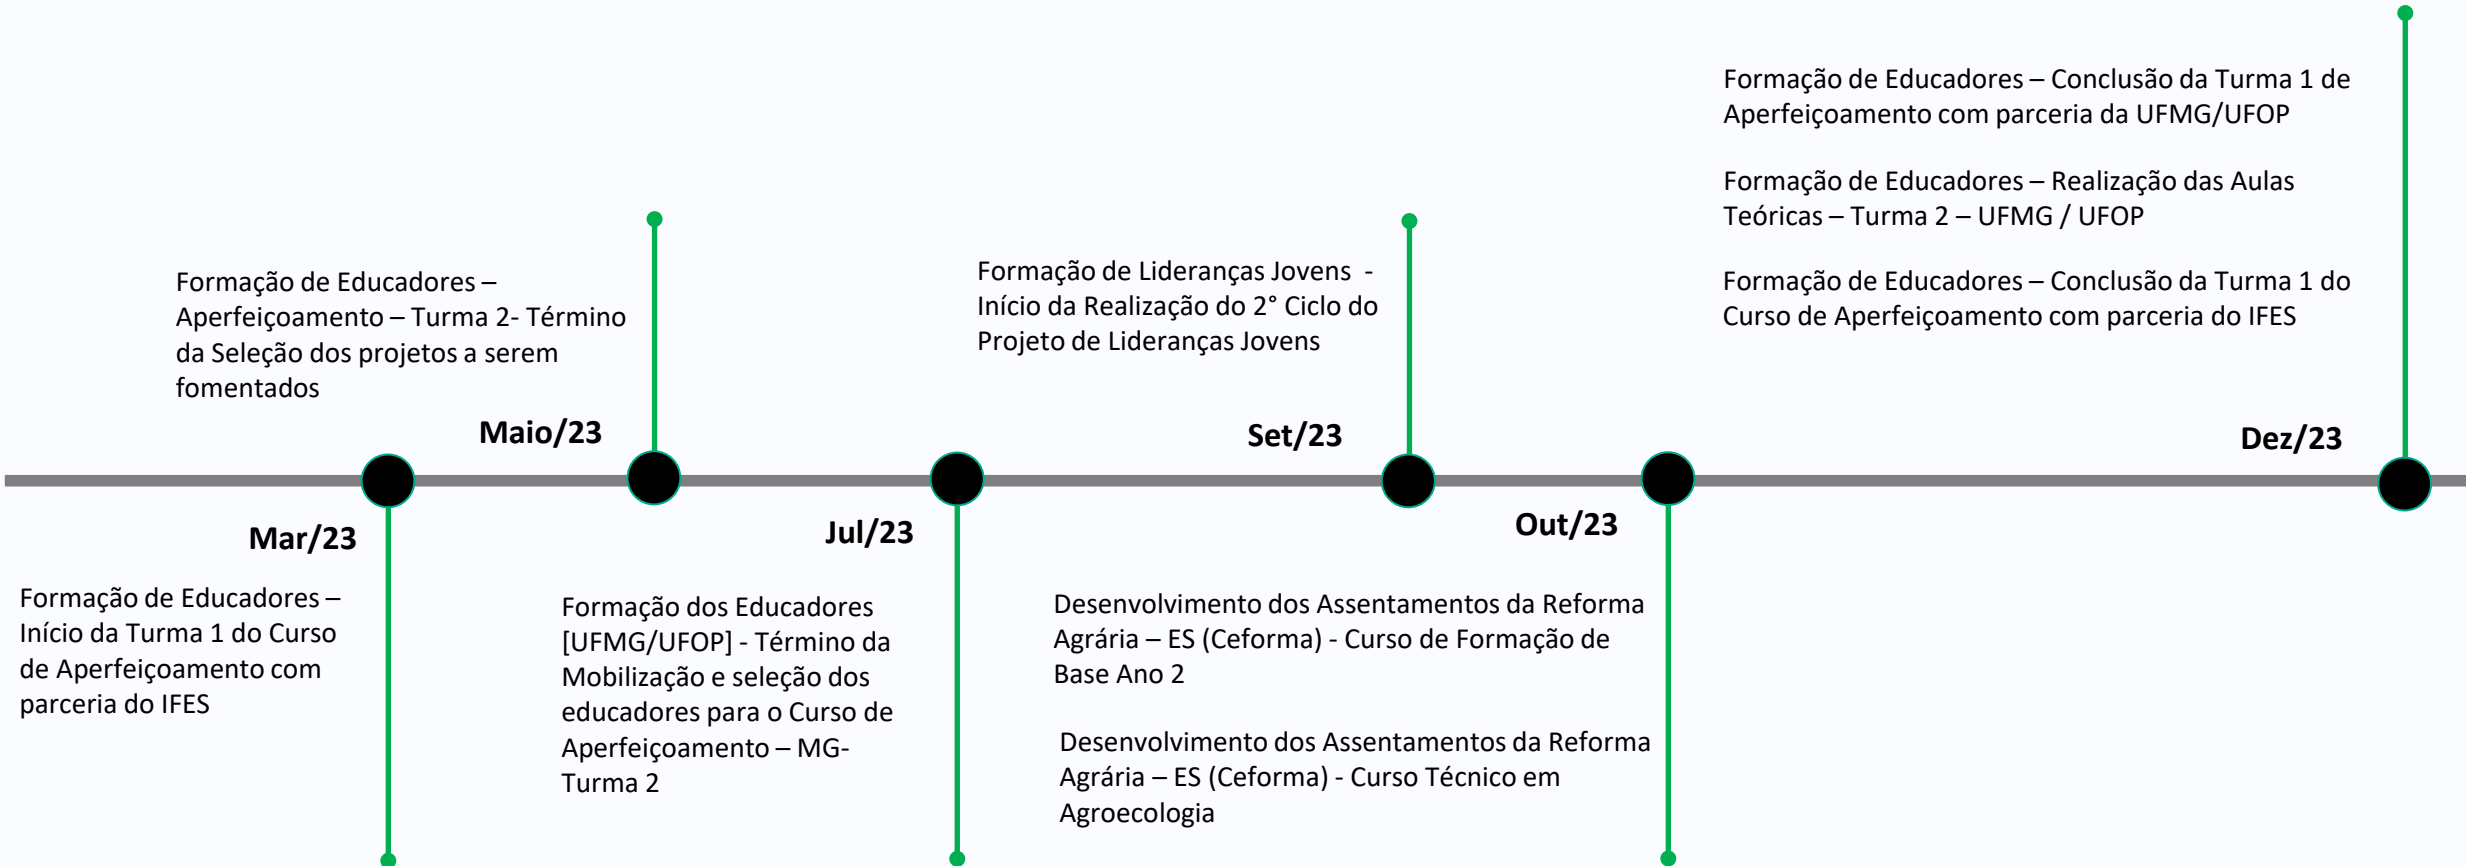 Formação de Educadores –
Aperfeiçoamento – Turma 2- Término
da Seleção dos projetos a serem
fomentados
Maio/23
Formação de Lideranças Jovens  -
Início da Realização do 2° Ciclo do
Projeto de Lideranças Jovens
Set/23
Formação de Educadores – Conclusão da Turma 1 de
Aperfeiçoamento com parceria da UFMG/UFOP
Formação de Educadores – Realização das Aulas
Teóricas – Turma 2 – UFMG / UFOP
Formação de Educadores – Conclusão da Turma 1 do
Curso de Aperfeiçoamento com parceria do IFES
Dez/23
Mar/23
Formação de Educadores –
Início da Turma 1 do Curso
de Aperfeiçoamento com
parceria do IFES
Jul/23
Formação dos Educadores
[UFMG/UFOP] - Término da
Mobilização e seleção dos
educadores para o Curso de
Aperfeiçoamento – MG-
Turma 2
Out/23
Desenvolvimento dos Assentamentos da Reforma
Agrária – ES (Ceforma) - Curso de Formação de
Base Ano 2
Desenvolvimento dos Assentamentos da Reforma
Agrária – ES (Ceforma) - Curso Técnico em
Agroecologia